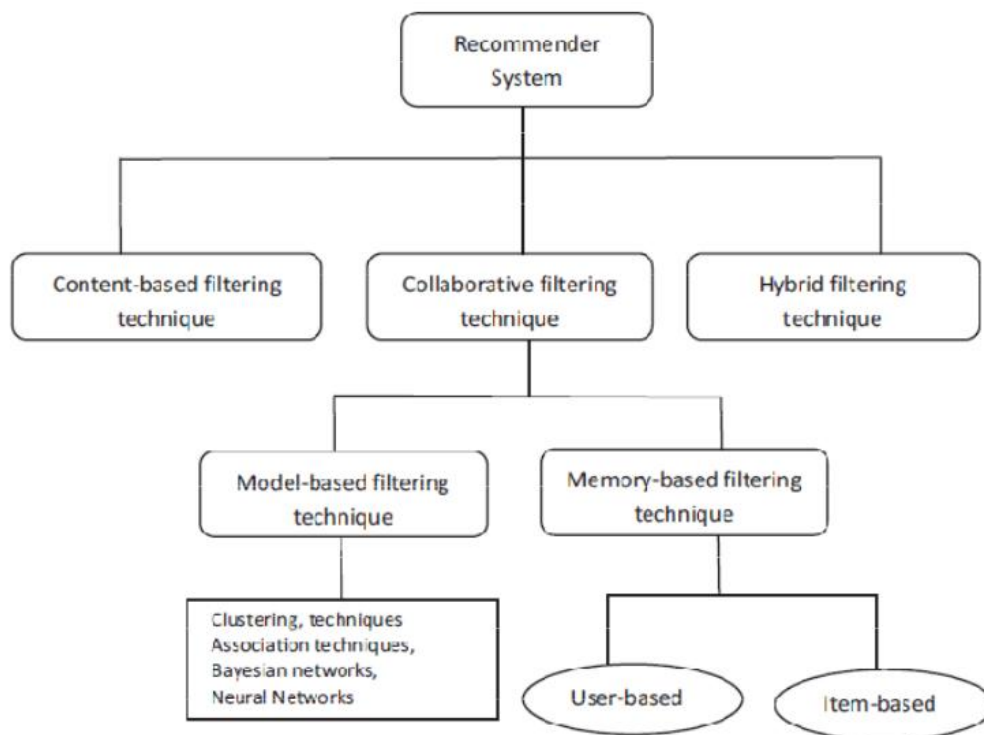 Recommender
System
Content-based filtering
technique
Collaborative filtering
technique
Hybrid filtering
technique
Model-based filtering
technique
Memory-based filtering
technique
Clustering, techniques
Association techniques,
Bayesian networks,
Neural Networks
User-based
Item-based